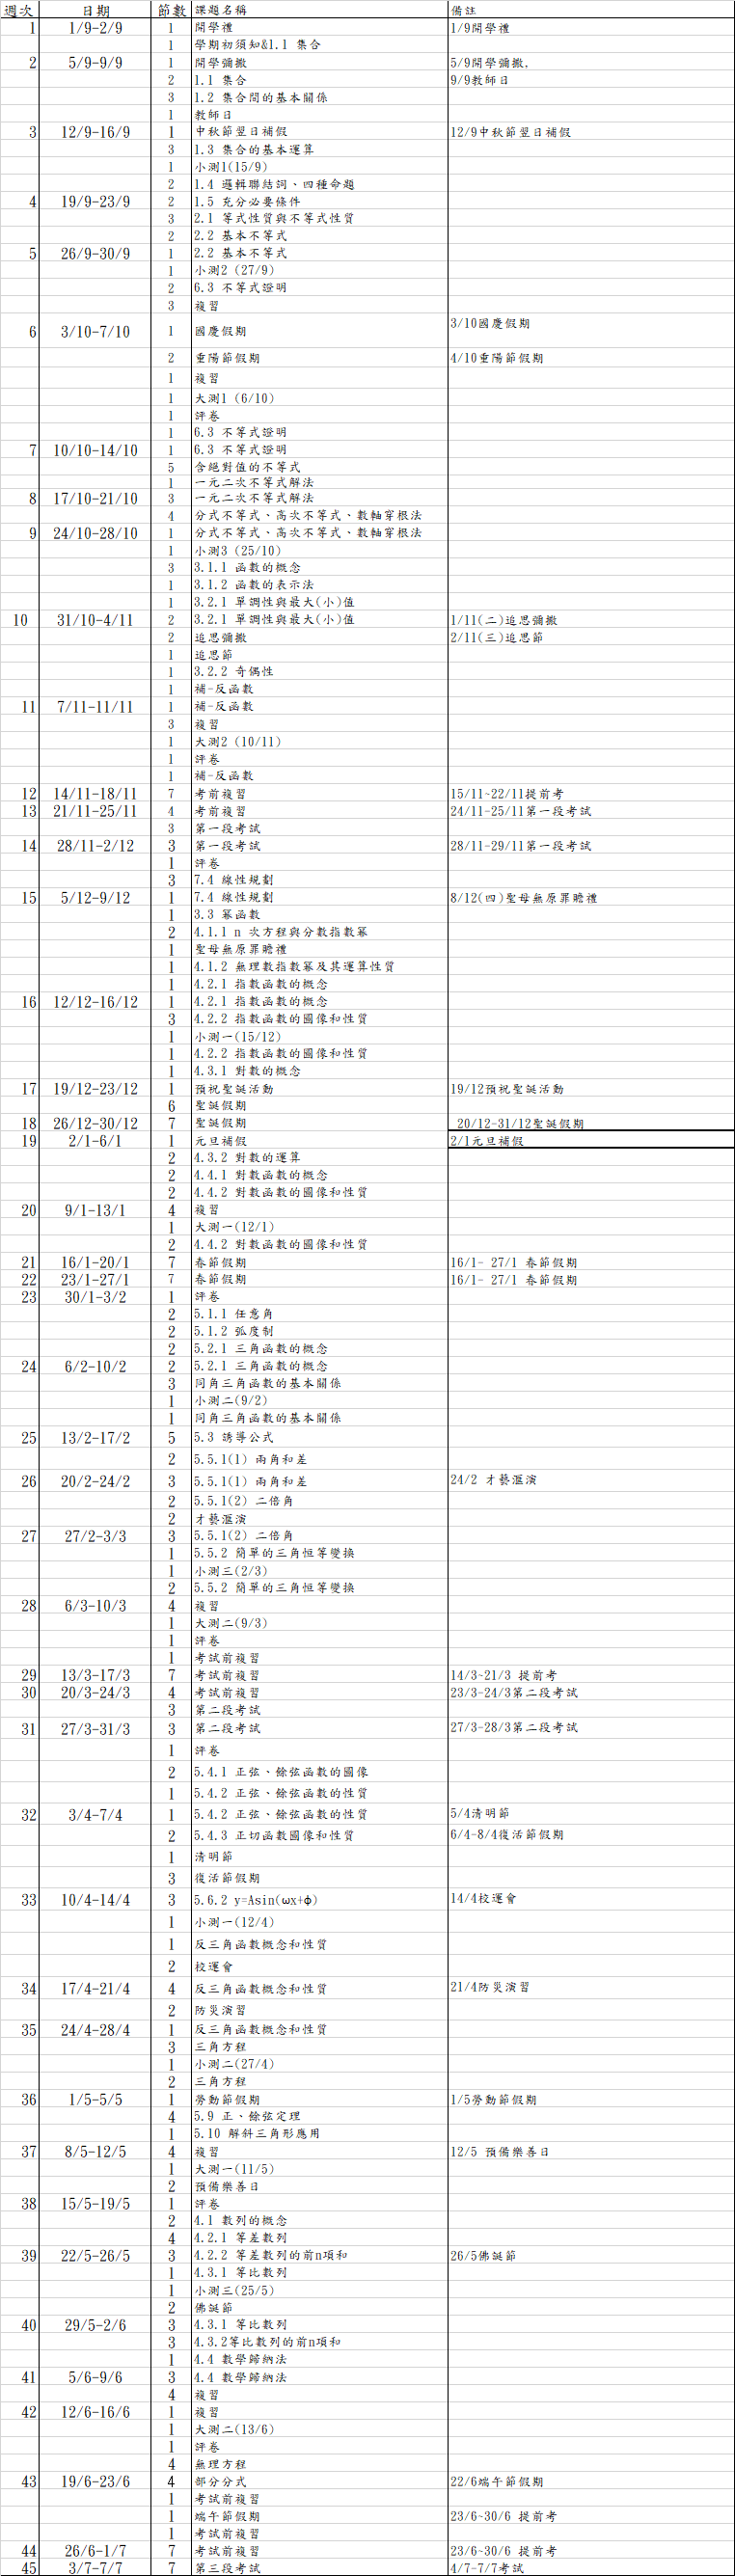 週次 日期 節數 課題名稱 備註
1 1/9-2/9 1 開學禮 1/9開學禮
1 學期初須知&1.1 集合
2 5/9-9/9 1 開學彌撒 5/9開學彌撒,
2 1.1 集合 9/9教師日
3 1.2 集合間的基本關係
1 教師日
3 12/9-16/9 1 中秋節翌日補假 12/9中秋節翌日補假
3 1.3 集合的基本運算
1 小測1(15/9)
2 1.4 邏輯聯結詞、四種命題
4 19/9-23/9 2 1.5 充分必要條件
3 2.1 等式性質與不等式性質
2 2.2 基本不等式
5 26/9-30/9 1 2.2 基本不等式
1 小測2 (27/9)
2 6.3 不等式證明
3 複習
6 3/10-7/10 1 國慶假期 3/10國慶假期
2 重陽節假期 4/10重陽節假期
1 複習
1 大測1 (6/10)
1 評卷
1 6.3 不等式證明
7 10/10-14/10 1 6.3 不等式證明
5 含絕對值的不等式
1 一元二次不等式解法
8 17/10-21/10 3 一元二次不等式解法
4 分式不等式、高次不等式、數軸穿根法
9 24/10-28/10 1 分式不等式、高次不等式、數軸穿根法
1 小測3 (25/10)
3 3.1.1 函數的概念
1 3.1.2 函數的表示法
1 3.2.1 單調性與最大(小)值
10 31/10-4/11 2 3.2.1 單調性與最大(小)值 1/11(二)追思彌撒
2 追思彌撒 2/11(三)追思節
1 追思節
1 3.2.2 奇偶性
1 補-反函數
11 7/11-11/11 1 補-反函數
3 複習
1 大測2 (10/11)
1 評卷
1 補-反函數
12 14/11-18/11 7 考前複習 15/11~22/11提前考
13 21/11-25/11 4 考前複習 24/11-25/11第一段考試
3 第一段考試
14 28/11-2/12 3 第一段考試 28/11-29/11第一段考試
1 評卷
3 7.4 線性規劃
15 5/12-9/12 1 7.4 線性規劃 8/12(四)聖母無原罪瞻禮
1 3.3 冪函數
2 4.1.1 n 次方程與分數指數冪
1 聖母無原罪瞻禮
1 4.1.2 無理數指數冪及其運算性質
1 4.2.1 指數函數的概念
16 12/12-16/12 1 4.2.1 指數函數的概念
3 4.2.2 指數函數的圖像和性質
1 小測一(15/12)
1 4.2.2 指數函數的圖像和性質
1 4.3.1 對數的概念
17 19/12-23/12 1 預祝聖誕活動 19/12預祝聖誕活動
6 聖誕假期
18 26/12-30/12 7 聖誕假期 20/12-31/12聖誕假期
19 2/1-6/1 1 元旦補假 2/1元旦補假
2 4.3.2 對數的運算
2 4.4.1 對數函數的概念
2 4.4.2 對數函數的圖像和性質
20 9/1-13/1 4 複習
1 大測一(12/1)
2 4.4.2 對數函數的圖像和性質
21 16/1-20/1 7 春節假期 16/1- 27/1 春節假期
22 23/1-27/1 7 春節假期 16/1- 27/1 春節假期
23 30/1-3/2 1 評卷
2 5.1.1 任意角
2 5.1.2 弧度制
2 5.2.1 三角函數的概念
24 6/2-10/2 2 5.2.1 三角函數的概念
3 同角三角函數的基本關係
1 小測二(9/2)
1 同角三角函數的基本關係
25 13/2-17/2 5 5.3 誘導公式
2 5.5.1(1) 兩角和差
26 20/2-24/2 3 5.5.1(1) 兩角和差 24/2 才藝滙演
2 5.5.1(2) 二倍角
2 才藝滙演
27 27/2-3/3 3 5.5.1(2) 二倍角
1 5.5.2 簡單的三角恒等變換
1 小測三(2/3)
2 5.5.2 簡單的三角恒等變換
28 6/3-10/3 4 複習
1 大測二(9/3)
1 評卷
1 考試前複習
29 13/3-17/3 7 考試前複習 14/3~21/3 提前考
30 20/3-24/3 4 考試前複習 23/3-24/3第二段考試
3 第二段考試
31 27/3-31/3 3 第二段考試 27/3-28/3第二段考試
1 評卷
2 5.4.1 正弦、餘弦函數的圖像
1 5.4.2 正弦、餘弦函數的性質
32 3/4-7/4 1 5.4.2 正弦、餘弦函數的性質 5/4清明節
2 5.4.3 正切函數圖像和性質 6/4-8/4復活節假期
1 清明節
3 復活節假期
33 10/4-14/4 3 5.6.2 y=Asin(ωx+φ) 14/4校運會
1 小測一(12/4)
1 反三角函數概念和性質
2 校運會
34 17/4-21/4 4 反三角函數概念和性質 21/4防災演習
2 防災演習
35 24/4-28/4 1 反三角函數概念和性質
3 三角方程
1 小測二(27/4)
2 三角方程
36 1/5-5/5 1 勞動節假期 1/5勞動節假期
4 5.9 正、餘弦定理
1 5.10 解斜三角形應用
37 8/5-12/5 4 複習 12/5 預備樂善日
1 大測一(11/5)
2 預備樂善日
38 15/5-19/5 1 評卷
2 4.1 數列的概念
4 4.2.1 等差數列
39 22/5-26/5 3 4.2.2 等差數列的前n項和 26/5佛誕節
1 4.3.1 等比數列
1 小測三(25/5)
2 佛誕節
40 29/5-2/6 3 4.3.1 等比數列
3 4.3.2等比數列的前n項和
1 4.4 數學歸納法
41 5/6-9/6 3 4.4 數學歸納法
4 複習
42 12/6-16/6 1 複習
1 大測二(13/6)
1 評卷
4 無理方程
43 19/6-23/6 4 部分分式 22/6端午節假期
1 考試前複習
1 端午節假期 23/6~30/6 提前考
1 考試前複習
44 26/6-1/7 7 考試前複習 23/6~30/6 提前考
45 3/7-7/7 7 第三段考試 4/7-7/7考試